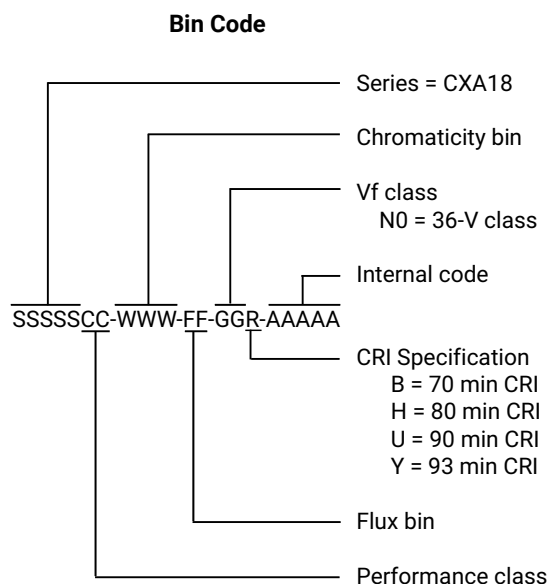 Bin Code
Series = CXA18
Chromaticity bin
Vf class
N0 = 36-V class
Internal code
SSSSSCC-WWW-FF-GGR-AAAAA
CRI Specification
B = 70 min CRI
H = 80 min CRI
U = 90 min CRI
Y = 93 min CRI
Flux bin
Performance class